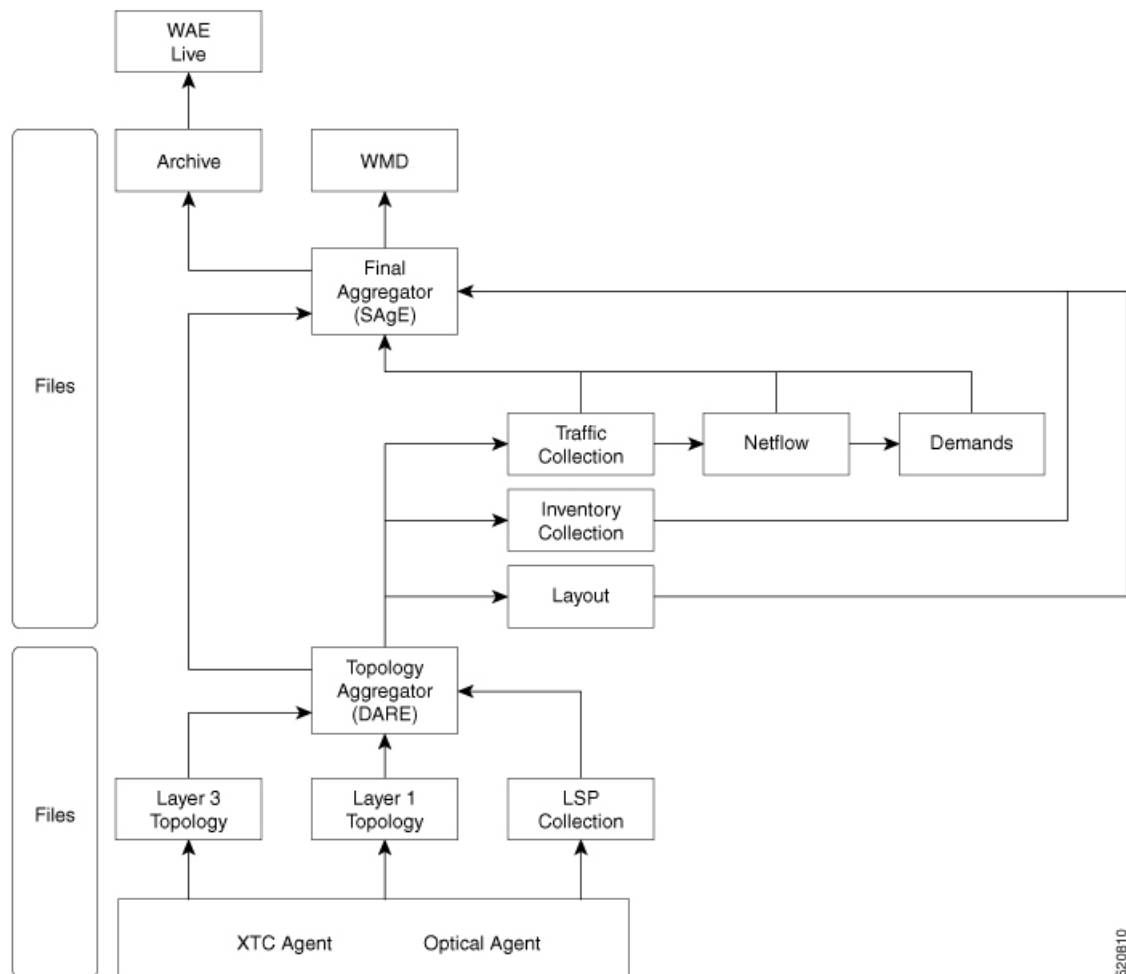 WAE
Live
Archive
WMD
Final
Aggregator
(SAgE)
Files
Traffic
Collection
Netflow
Demands
Inventory
Collection
Layout
Topology
Aggregator
(DARE)
Files
Layer 3
Topology
Layer 1
Topology
LSP
Collection
XTC Agent
Optical Agent
520810